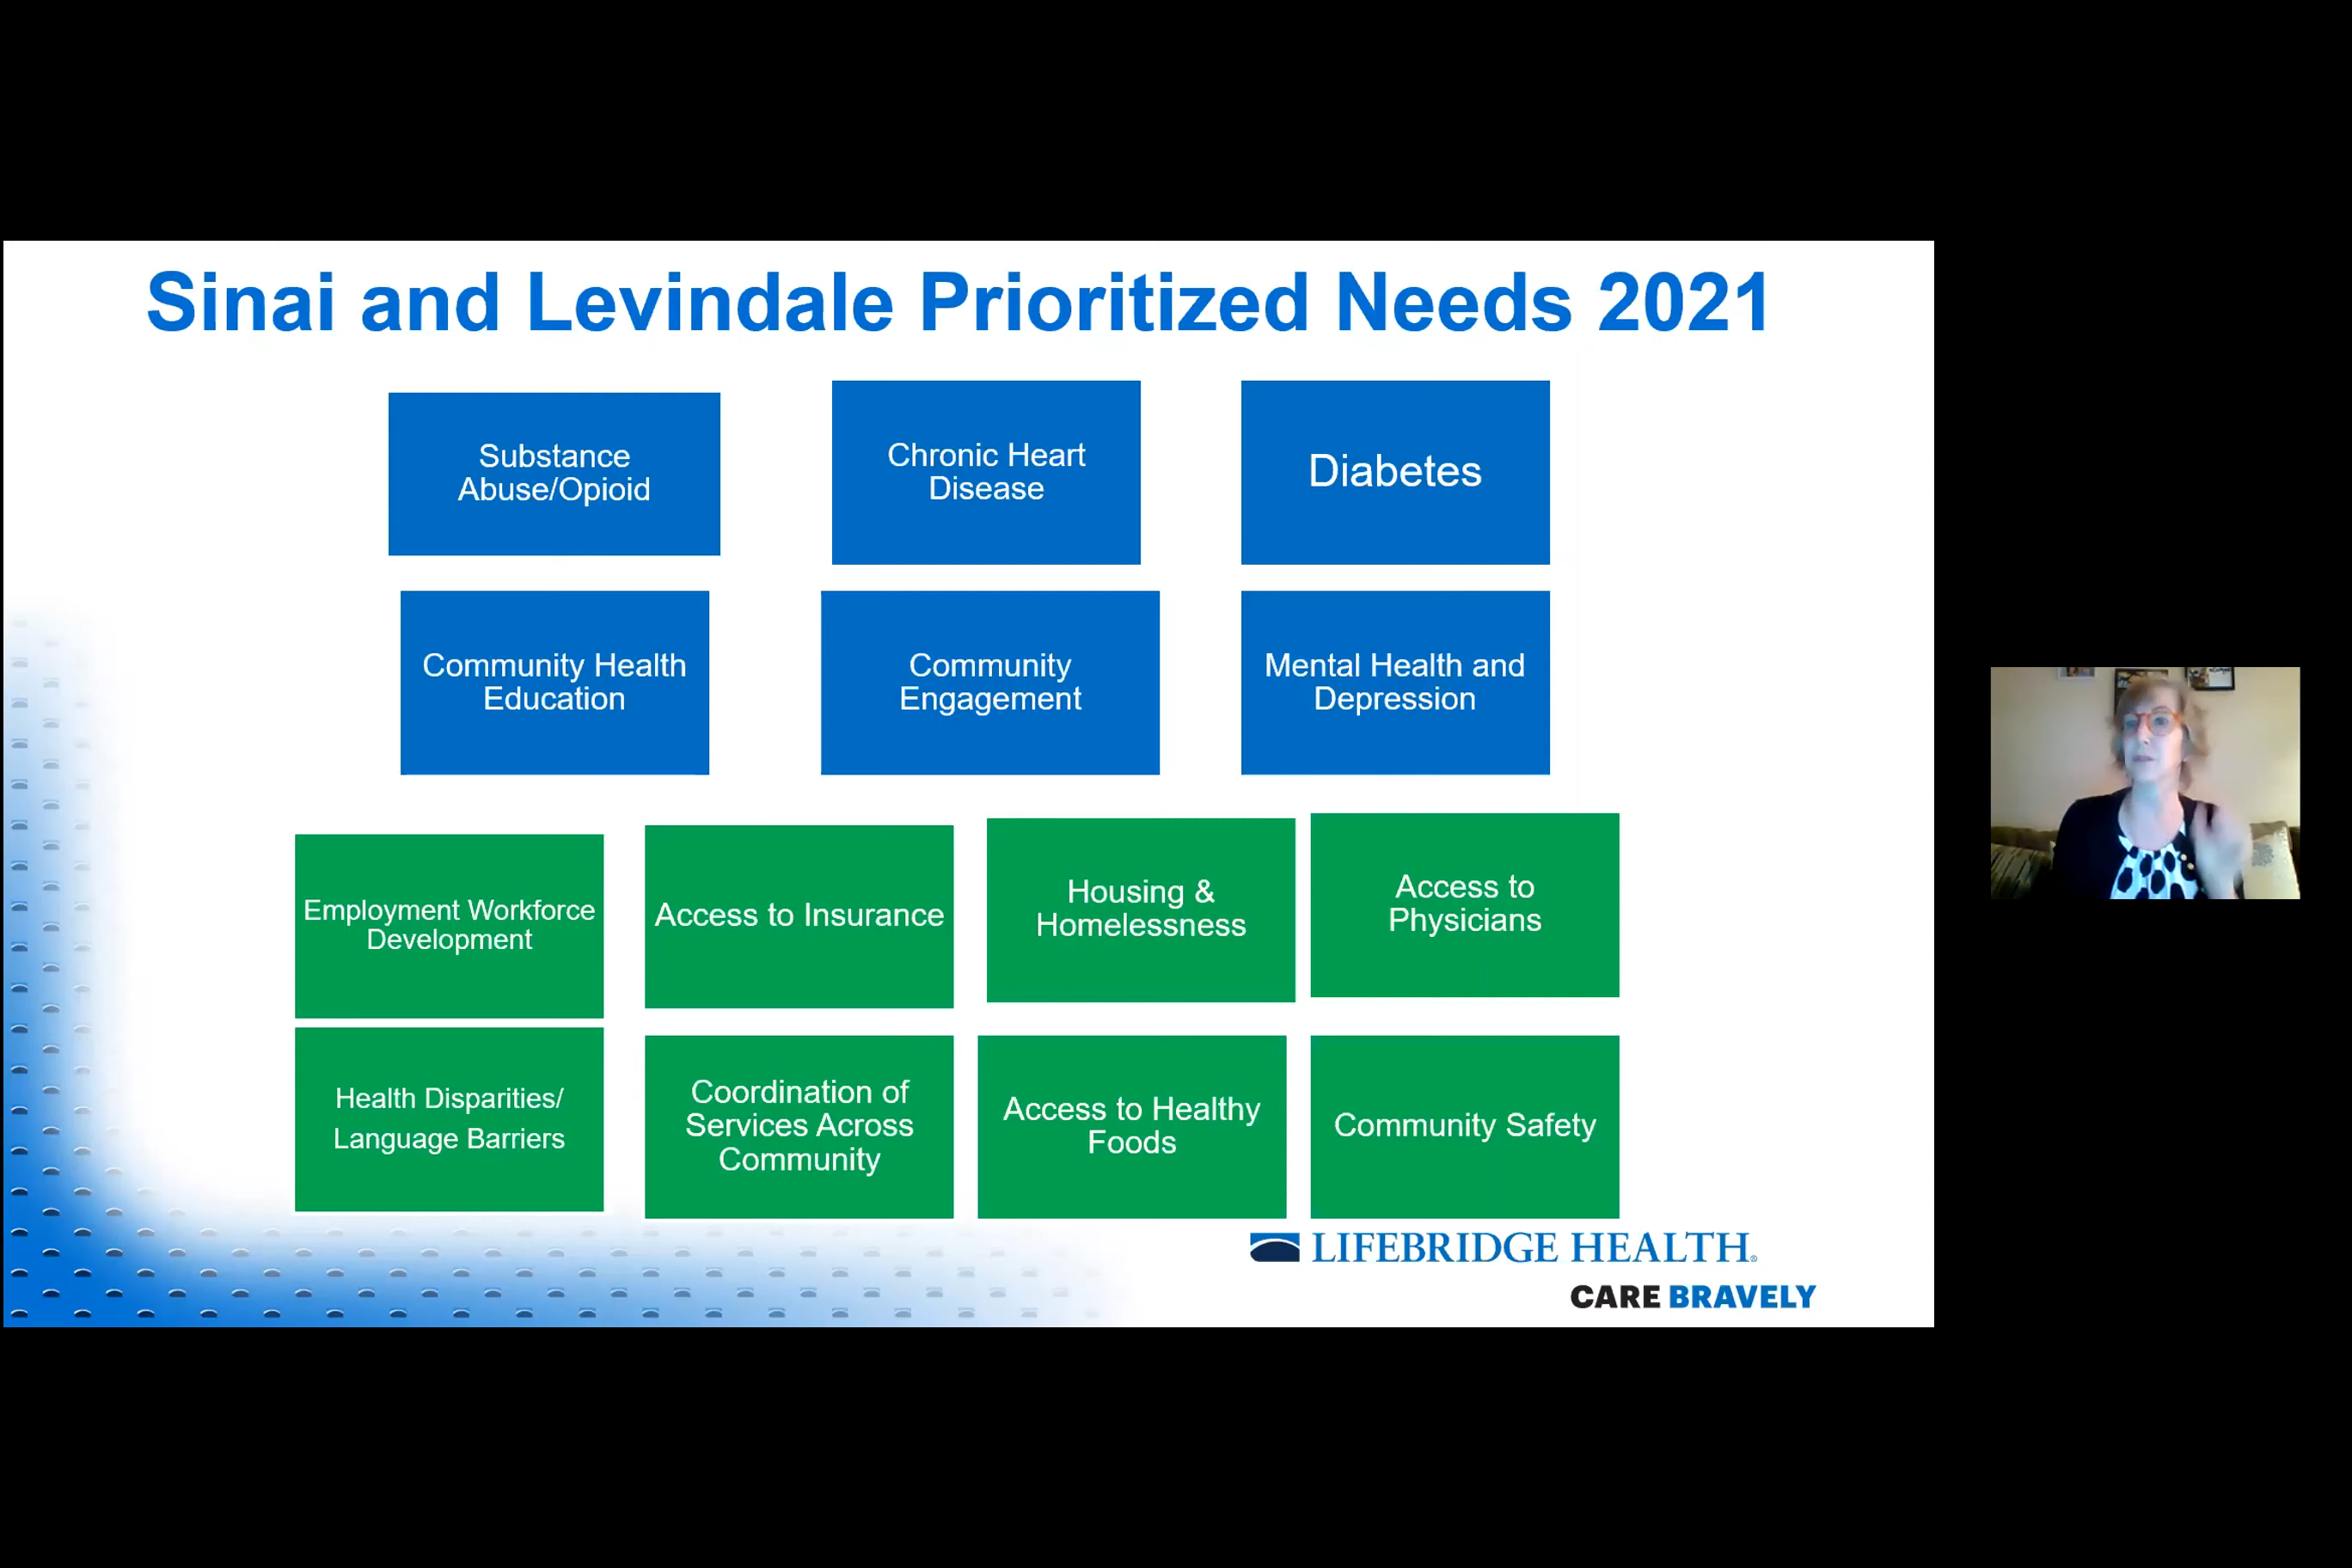 Sinai and Levindale Prioritized Needs 2021
Substance
Abuse/Opioid
Chronic Heart
Disease
Diabetes
Community Health
Education
Community
Engagement
Mental Health and
Depression
Employment Workforce
Development
Access to Insurance
Housing &
Homelessness
Access to
Physicians
Health Disparities/
Language Barriers
Coordination of
Services Across
Community
Access to Healthy
Foods
Community Safety
LIFEBRIDGE HEALTH®
CARE BRAVELY